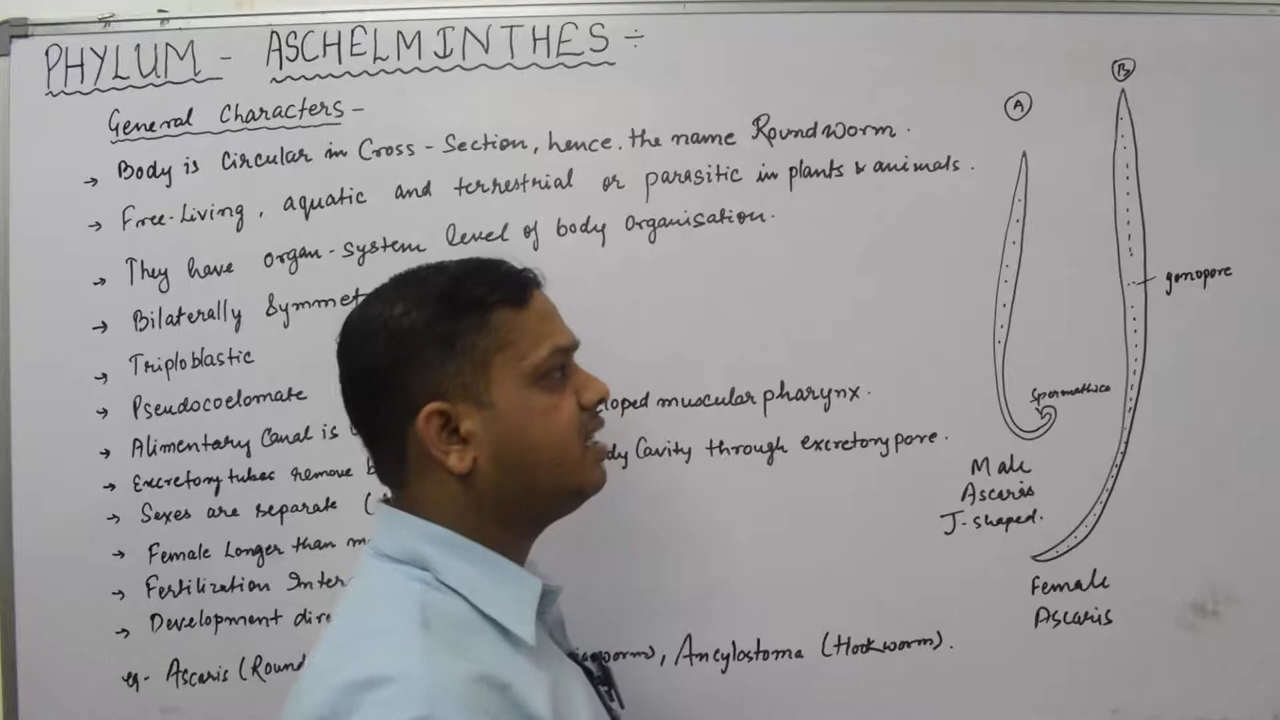 PHYLUM - ASCHELMINTHES ÷
General Characters -
→ Body is Circular in Cross-Section, hence. the name Roundworm.
→ Free-Living, aquatic and terrestrial or parasitic in plants & animals.
→ They have organ-system level of body organisation.
→ Bilaterally Symmet
→ Triploblastic
→ Pseudocoelomate
→ Alimentary Canal is loped muscular pharynx.
→ Excretory tubes remove b dy Cavity through excretory pore.
→ Sexes are separate (
→ Female Longer than m
→ Fertilization Inter
→ Development dire
eg- Ascaris (Round worm), Ancylostoma (Hookworm).
A
Spermathica
Male
Ascaris
J-shaped.
B
gonopore
Female
Ascaris